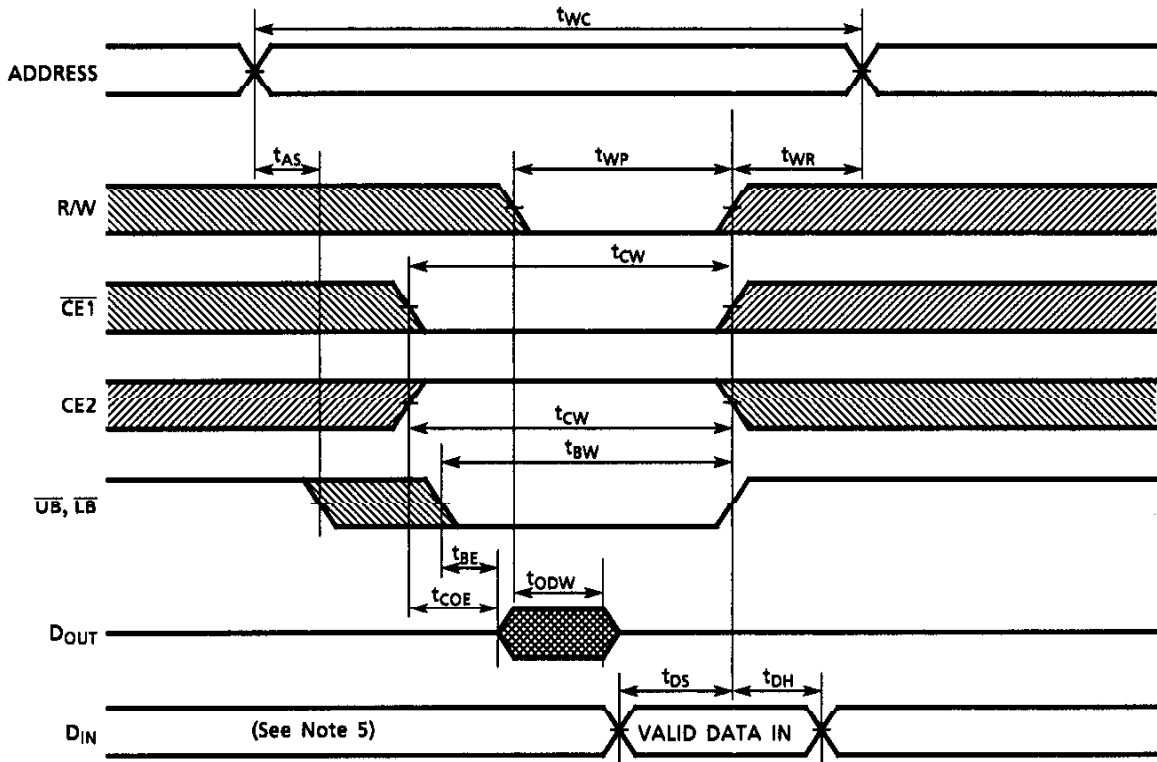 tWC
ADDRESS
tAS
tWP
tWR
R/W
tCW
CE1
CE2
tCW
tBW
UB, LB
tBE
tODW
tCOE
DOUT
tDS
tDH
DIN
(See Note 5)
VALID DATA IN